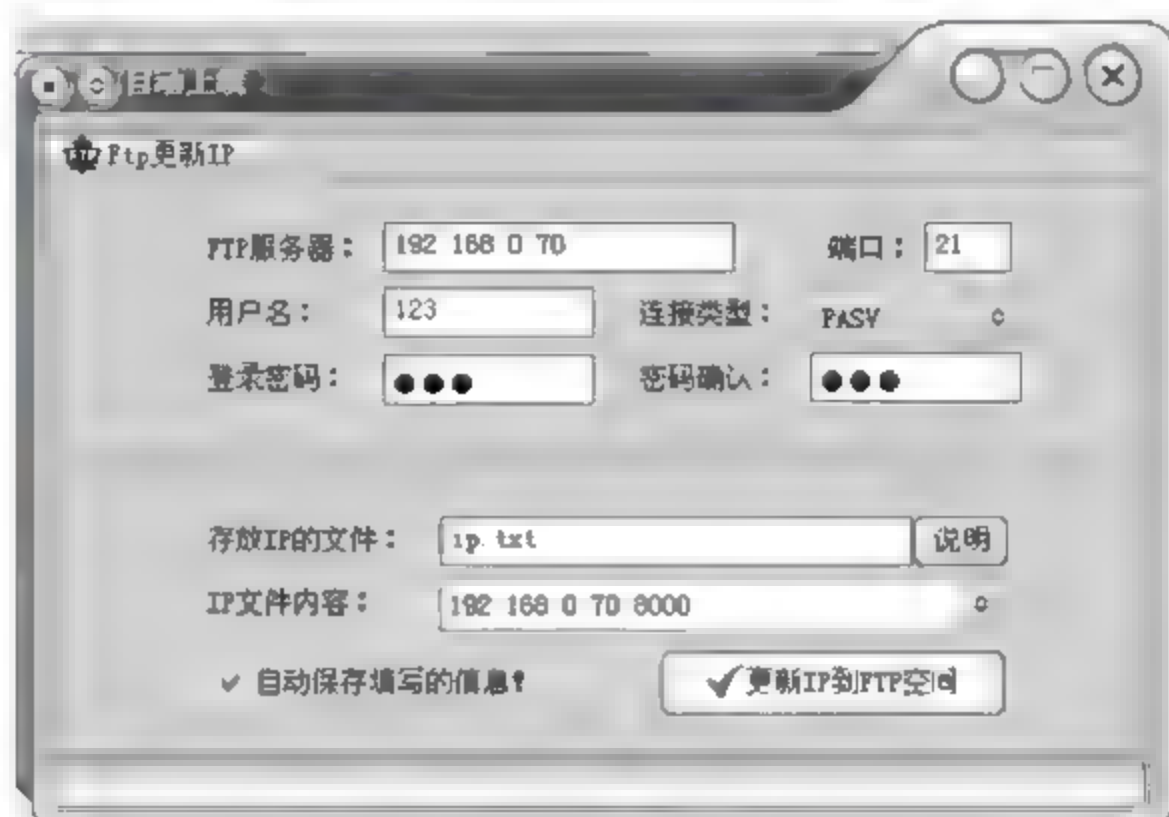 自动上线
Ftp更新IP
FTP服务器： 192 168 0 70 端口： 21
用户名： 123 连接类型： PASV
登录密码： ●●● 密码确认： ●●●
存放IP的文件： ip.txt 说明
IP文件内容： 192 168 0 70 8000
自动保存填写的信息! 更新IP到FTP空间